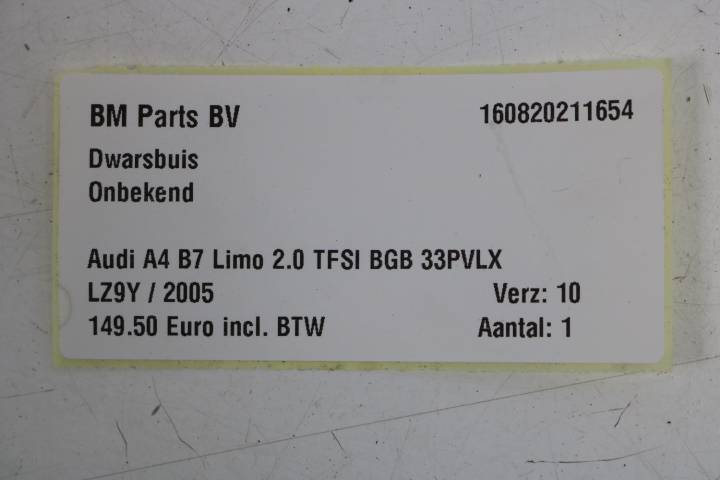 BM Parts BV 160820211654
Dwarsbuis
Onbekend
Audi A4 B7 Limo 2.0 TFSI BGB 33PVLX
LZ9Y / 2005 Verz: 10
149.50 Euro incl. BTW Aantal: 1